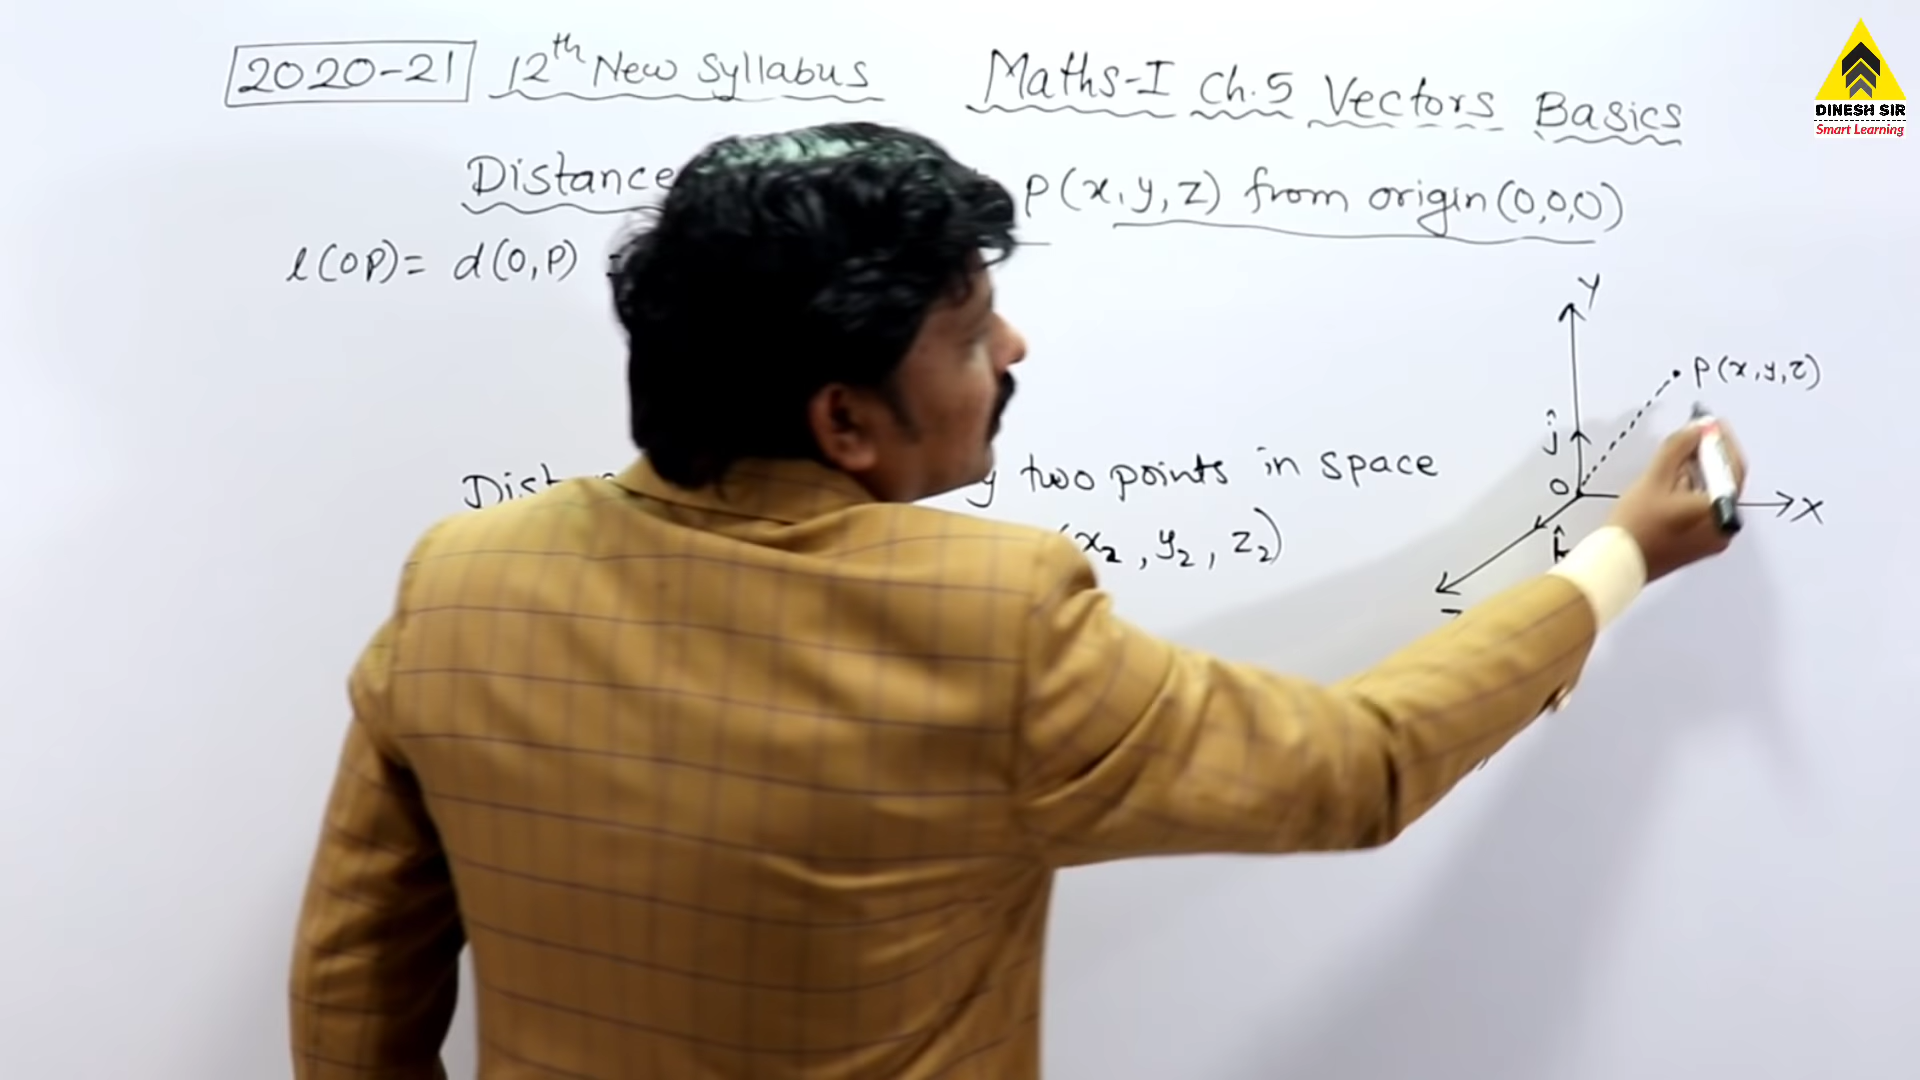 2020-21 12th New Syllabus Maths-I Ch.5 Vectors Basics
Distance P(x,y,z) from origin (0,0,0)
l(OP)= d(O,P)
Y
P(x,y,z)
ĵ
O
X
two points in space
x₂, y₂, z₂)
DINESH SIR
Smart Learning